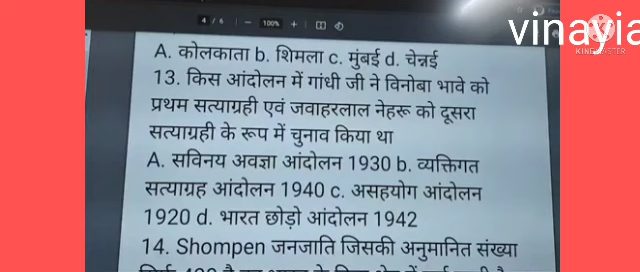 4 / 6 | − 100% +
vinayia
KINEMASTER
A. कोलकाता b. शिमला c. मुंबई d. चेन्नई
13. किस आंदोलन में गांधी जी ने विनोबा भावे को
प्रथम सत्याग्रही एवं जवाहरलाल नेहरू को दूसरा
सत्याग्रही के रूप में चुनाव किया था
A. सविनय अवज्ञा आंदोलन 1930 b. व्यक्तिगत
सत्याग्रह आंदोलन 1940 c. असहयोग आंदोलन
1920 d. भारत छोड़ो आंदोलन 1942
14. Shompen जनजाति जिसकी अनुमानित संख्या